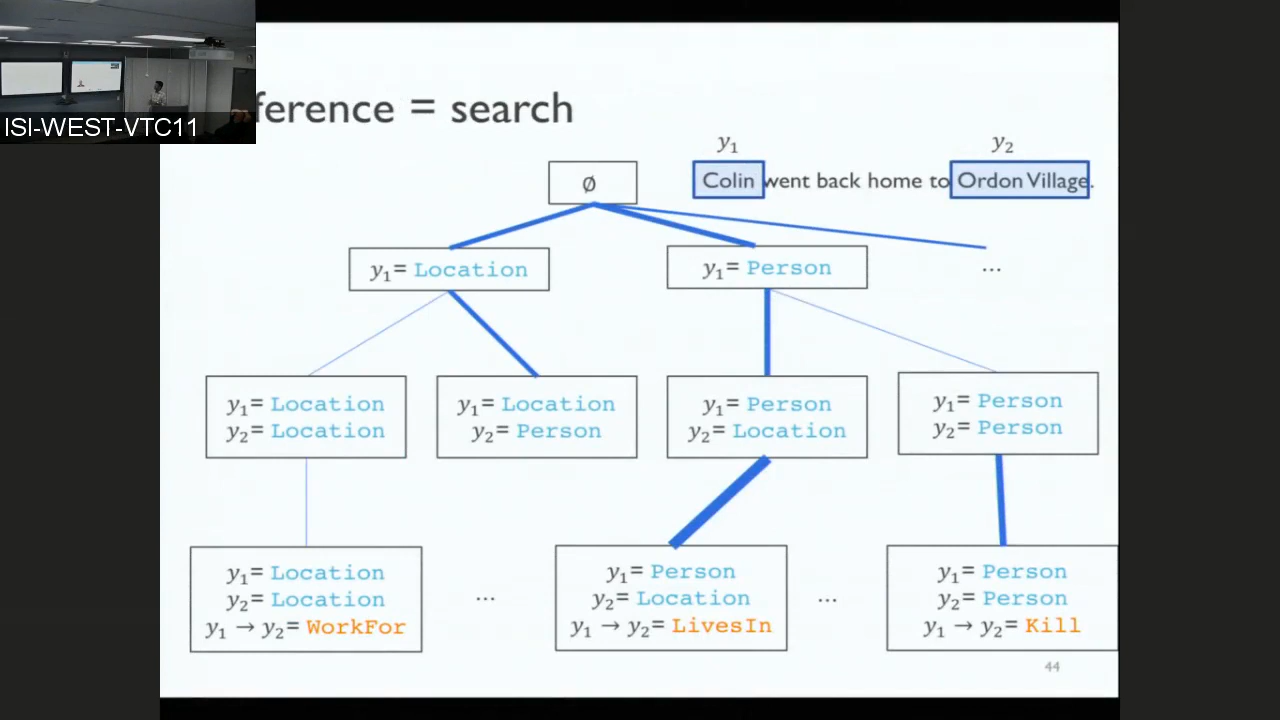 ISI-WEST-VTC11
ference = search
y₁
y₂
Colin went back home to Ordon Village.
∅
y₁= Location
y₁= Person
...
y₁= Location
y₂= Location
y₁= Location
y₂= Person
y₁= Person
y₂= Location
y₁= Person
y₂= Person
y₁= Location
y₂= Location
y₁ → y₂= WorkFor
...
y₁= Person
y₂= Location
y₁ → y₂= LivesIn
...
y₁= Person
y₂= Person
y₁ → y₂= Kill
44